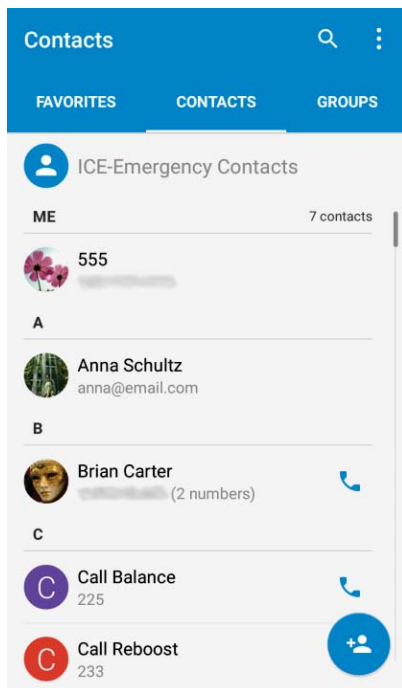 Contacts
FAVORITES CONTACTS GROUPS
ICE-Emergency Contacts
ME 7 contacts
555
A
Anna Schultz
anna@email.com
B
Brian Carter
(2 numbers)
C
C Call Balance
225
C Call Reboost
233